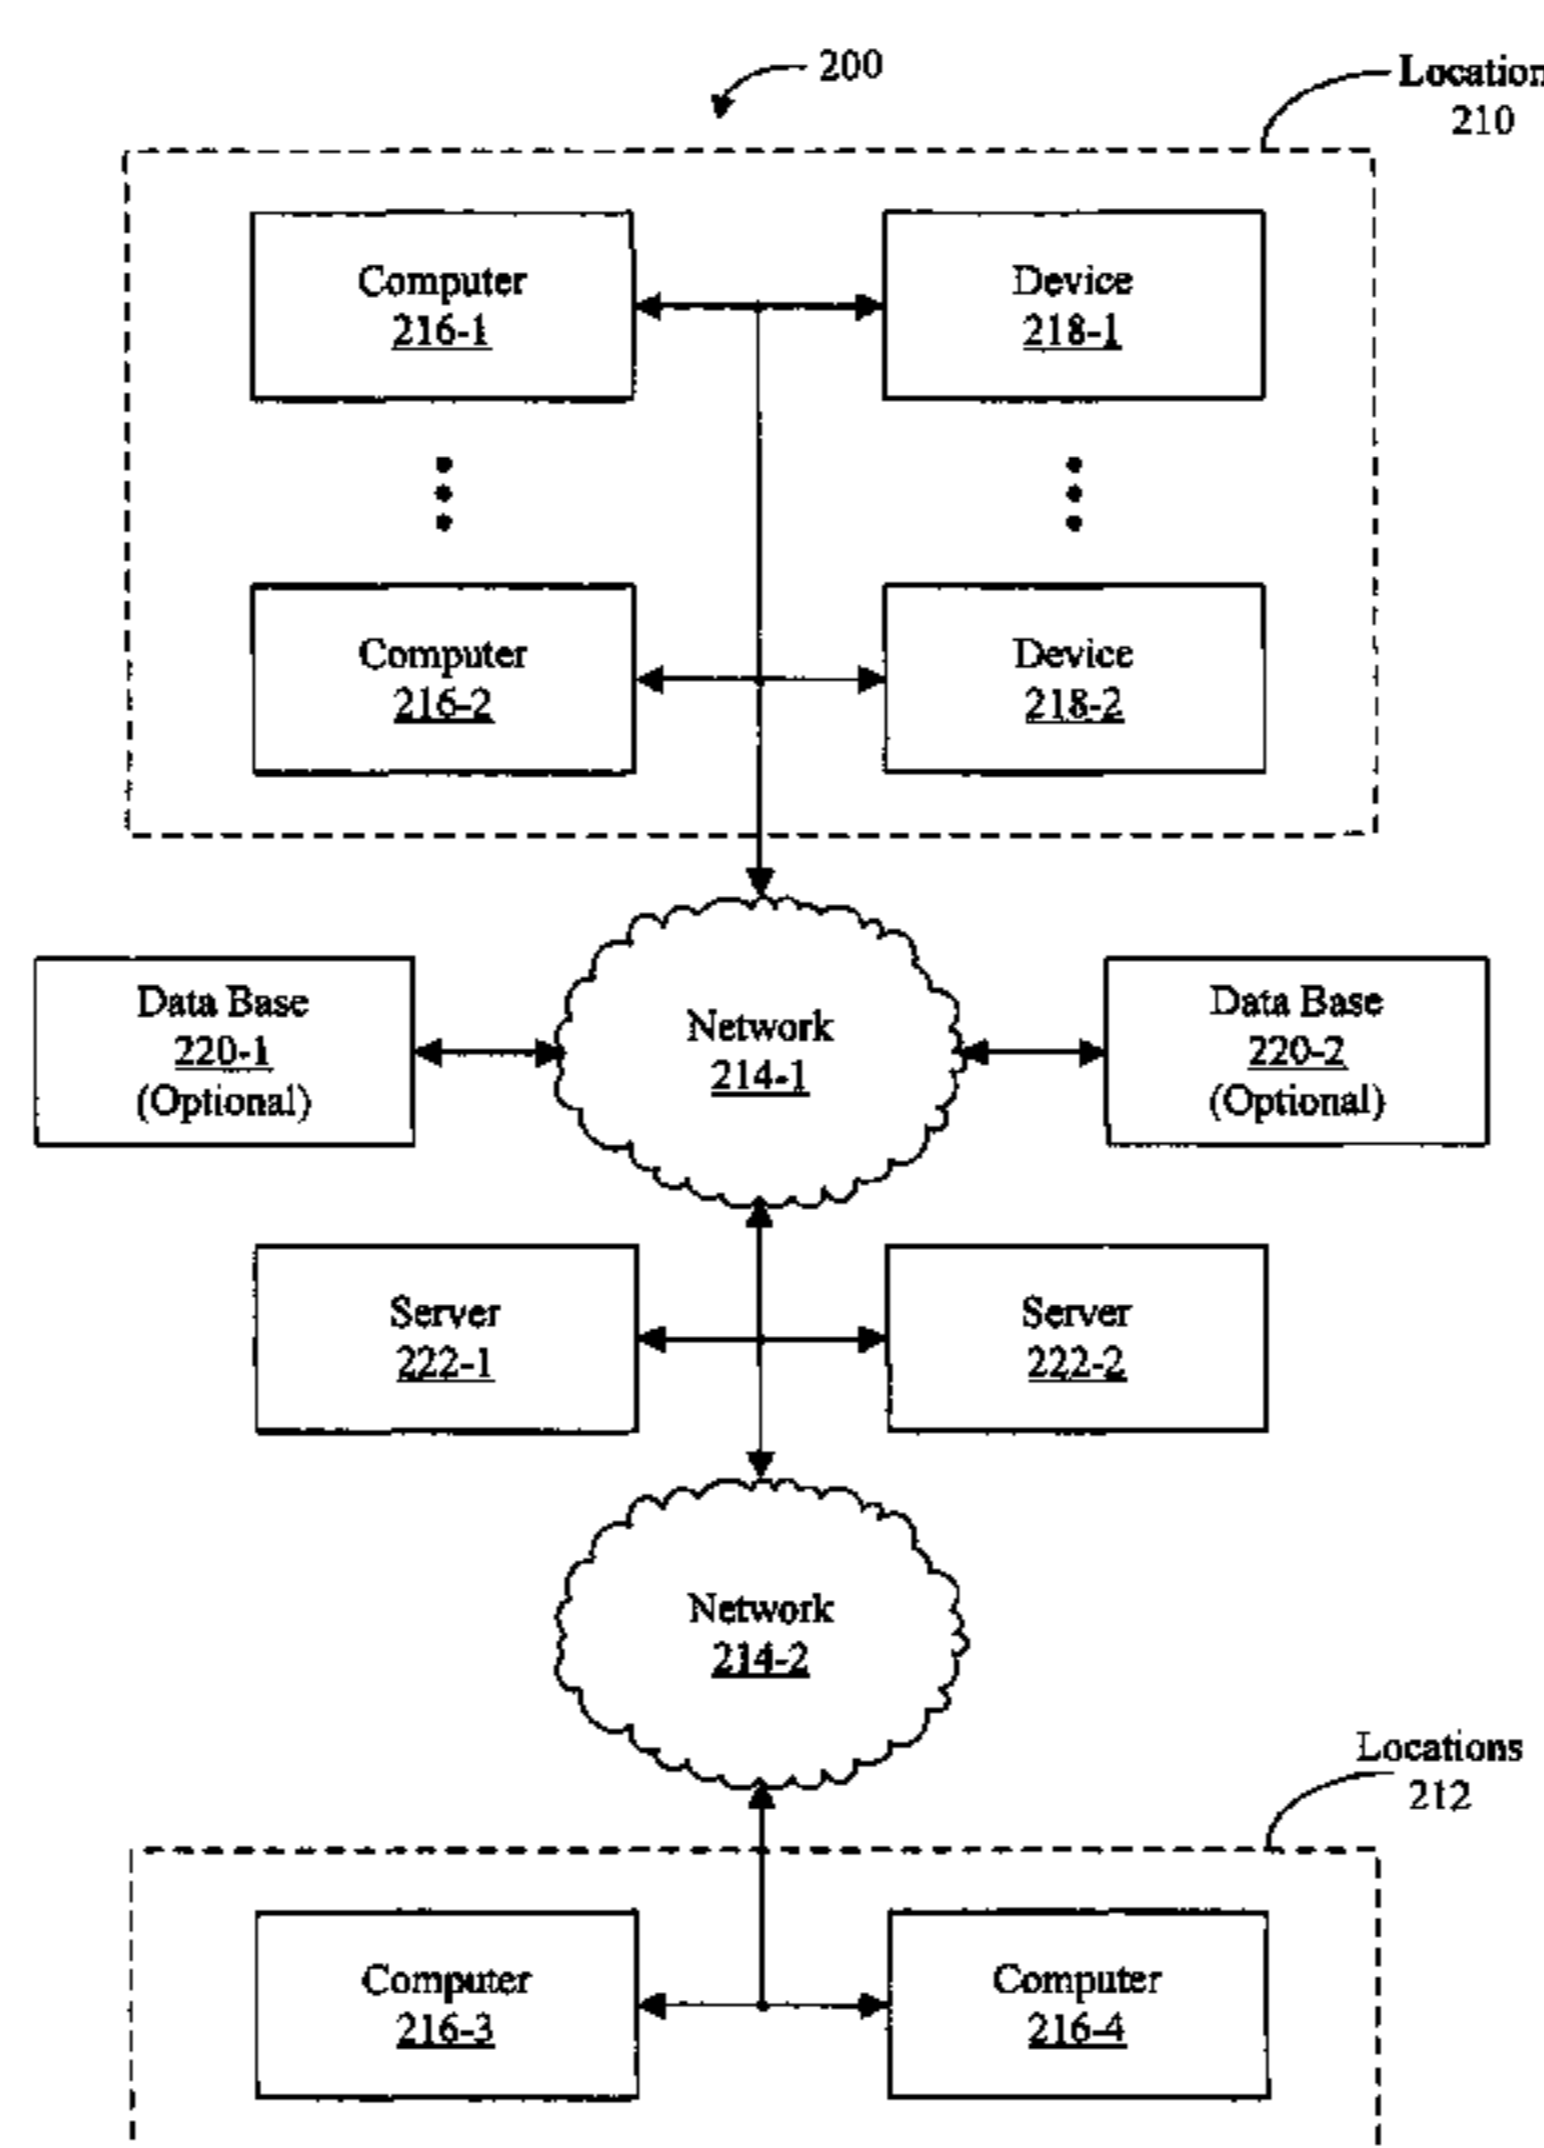 200
Location
210
Computer
216-1
Device
218-1
Computer
216-2
Device
218-2
Data Base
220-1
(Optional)
Network
214-1
Data Base
220-2
(Optional)
Server
222-1
Server
222-2
Network
214-2
Locations
212
Computer
216-3
Computer
216-4